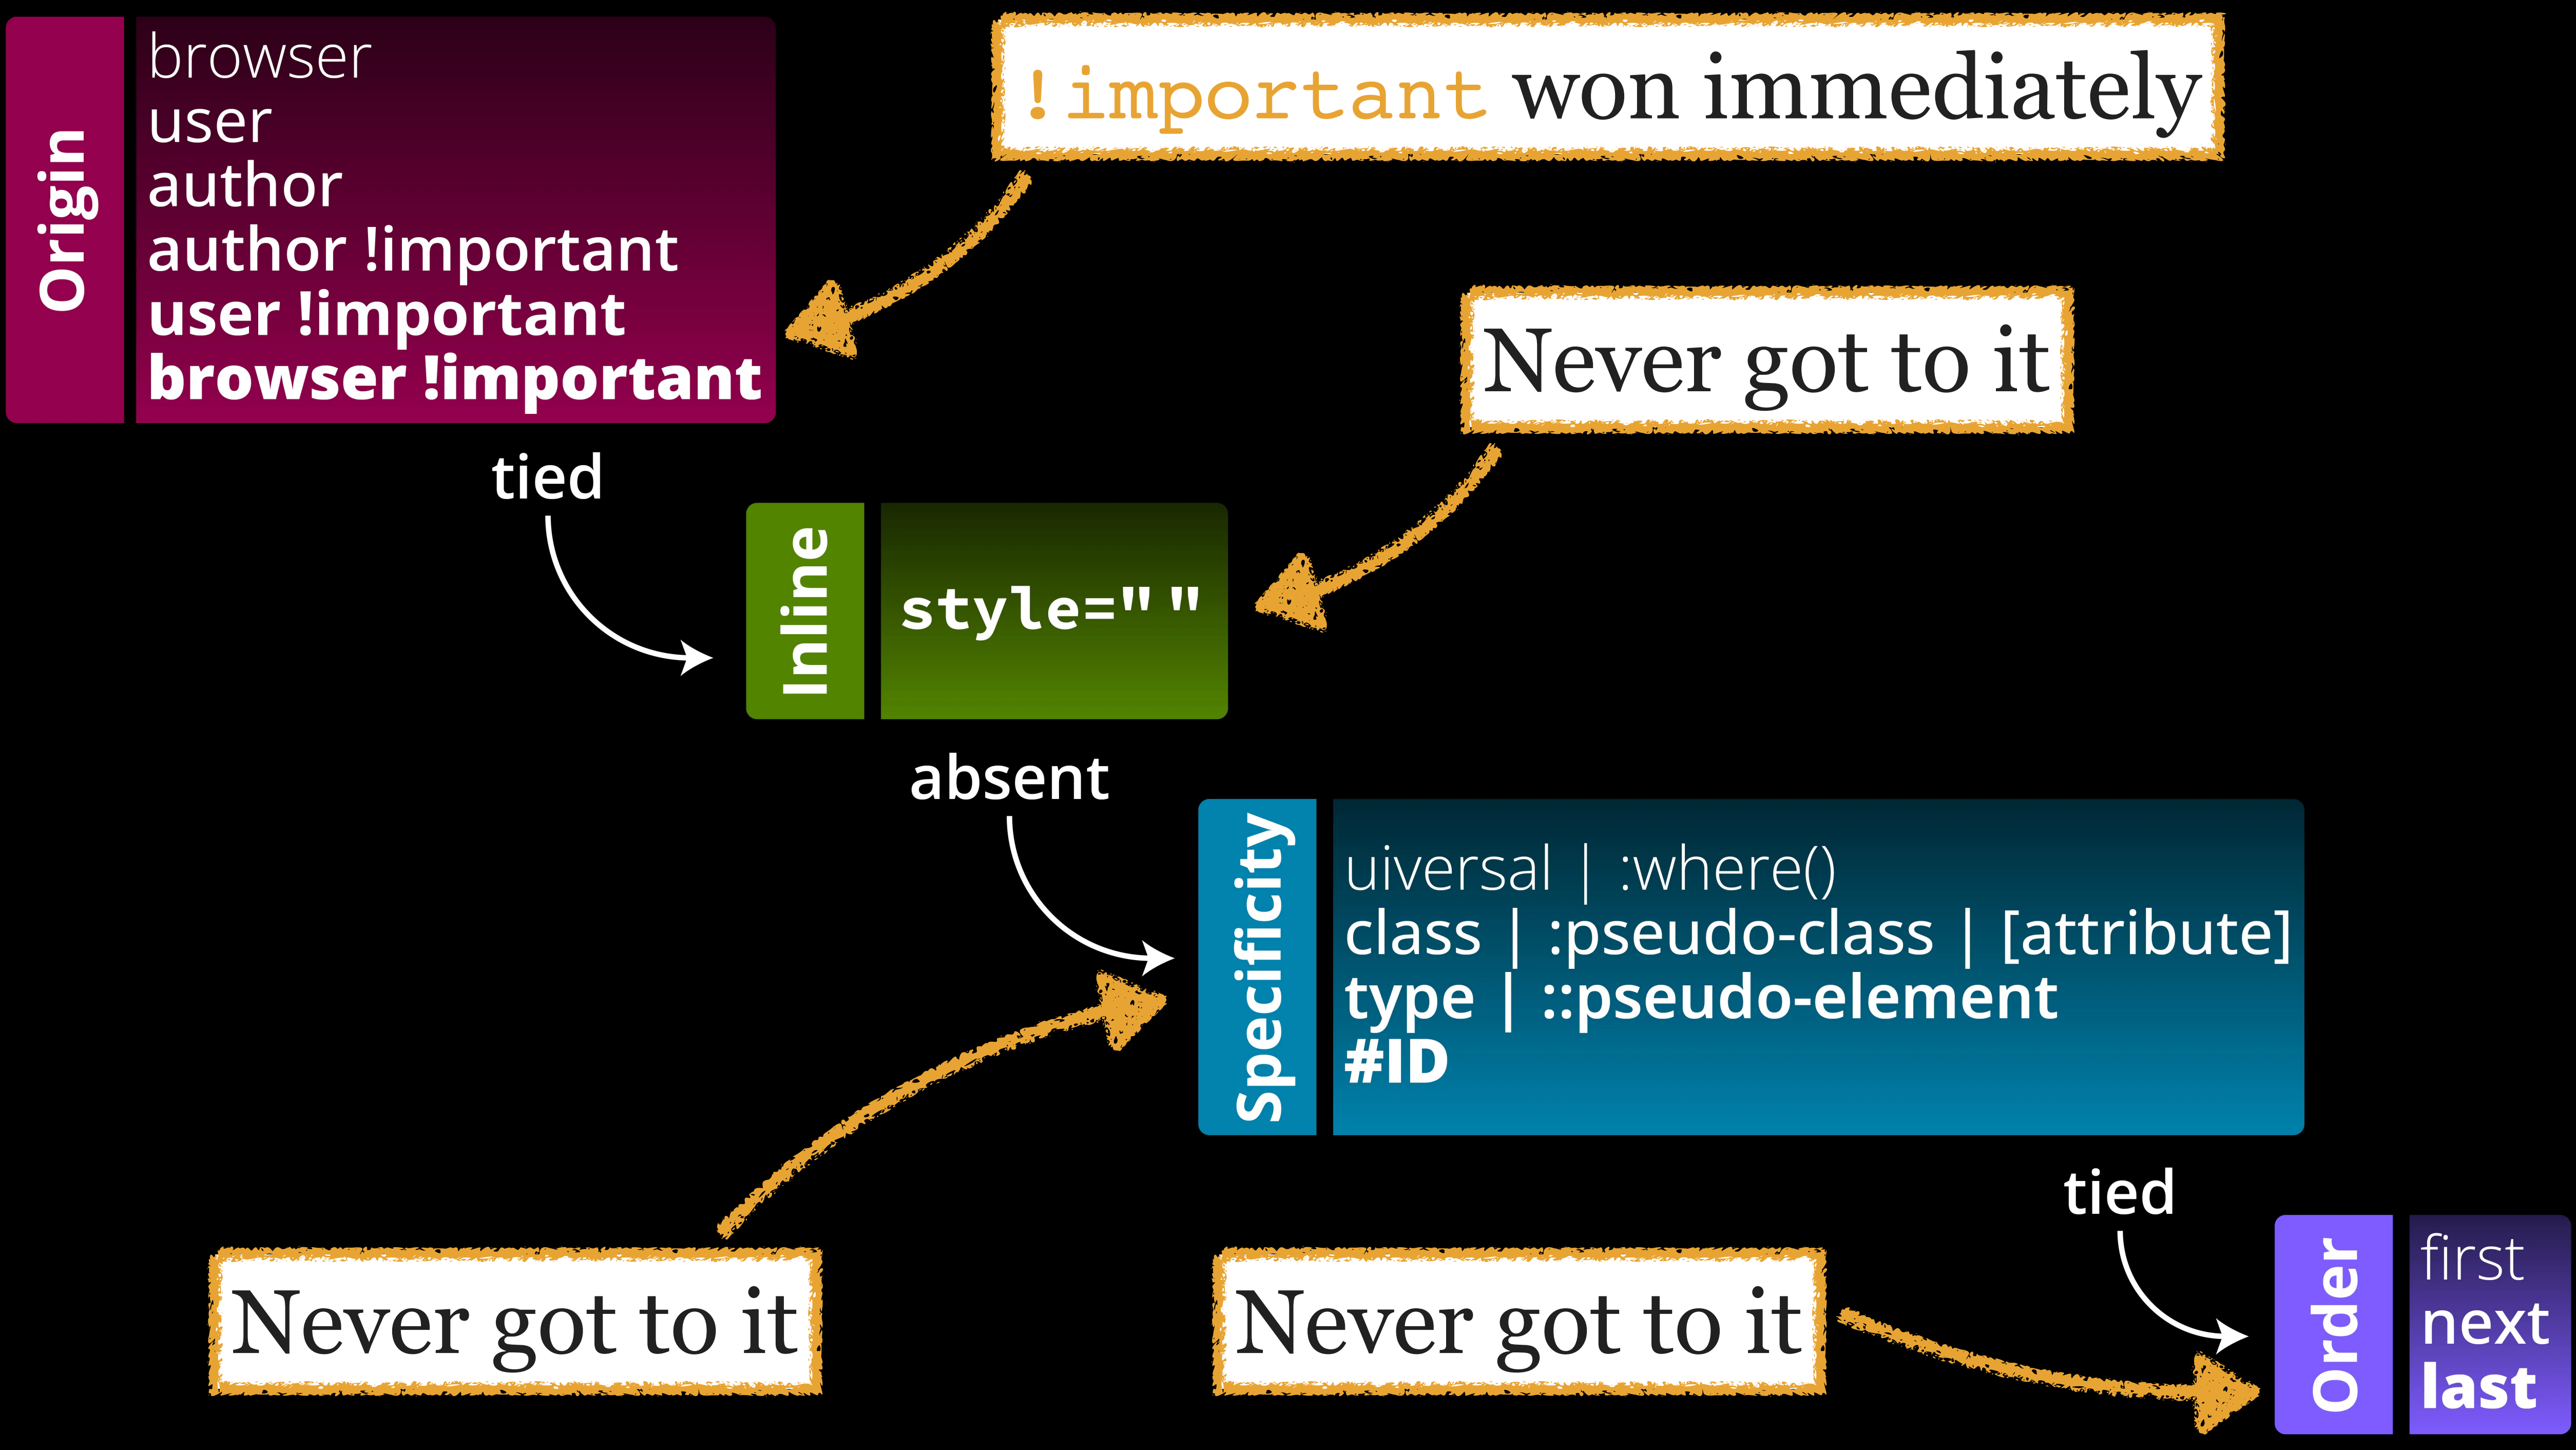 Origin
browser
user
author
author !important
user !important
browser !important
!important won immediately
Never got to it
tied
Inline
style=""
absent
Specificity
uiversal | :where()
class | :pseudo-class | [attribute]
type | ::pseudo-element
#ID
Never got to it
Never got to it
tied
Order
first
next
last